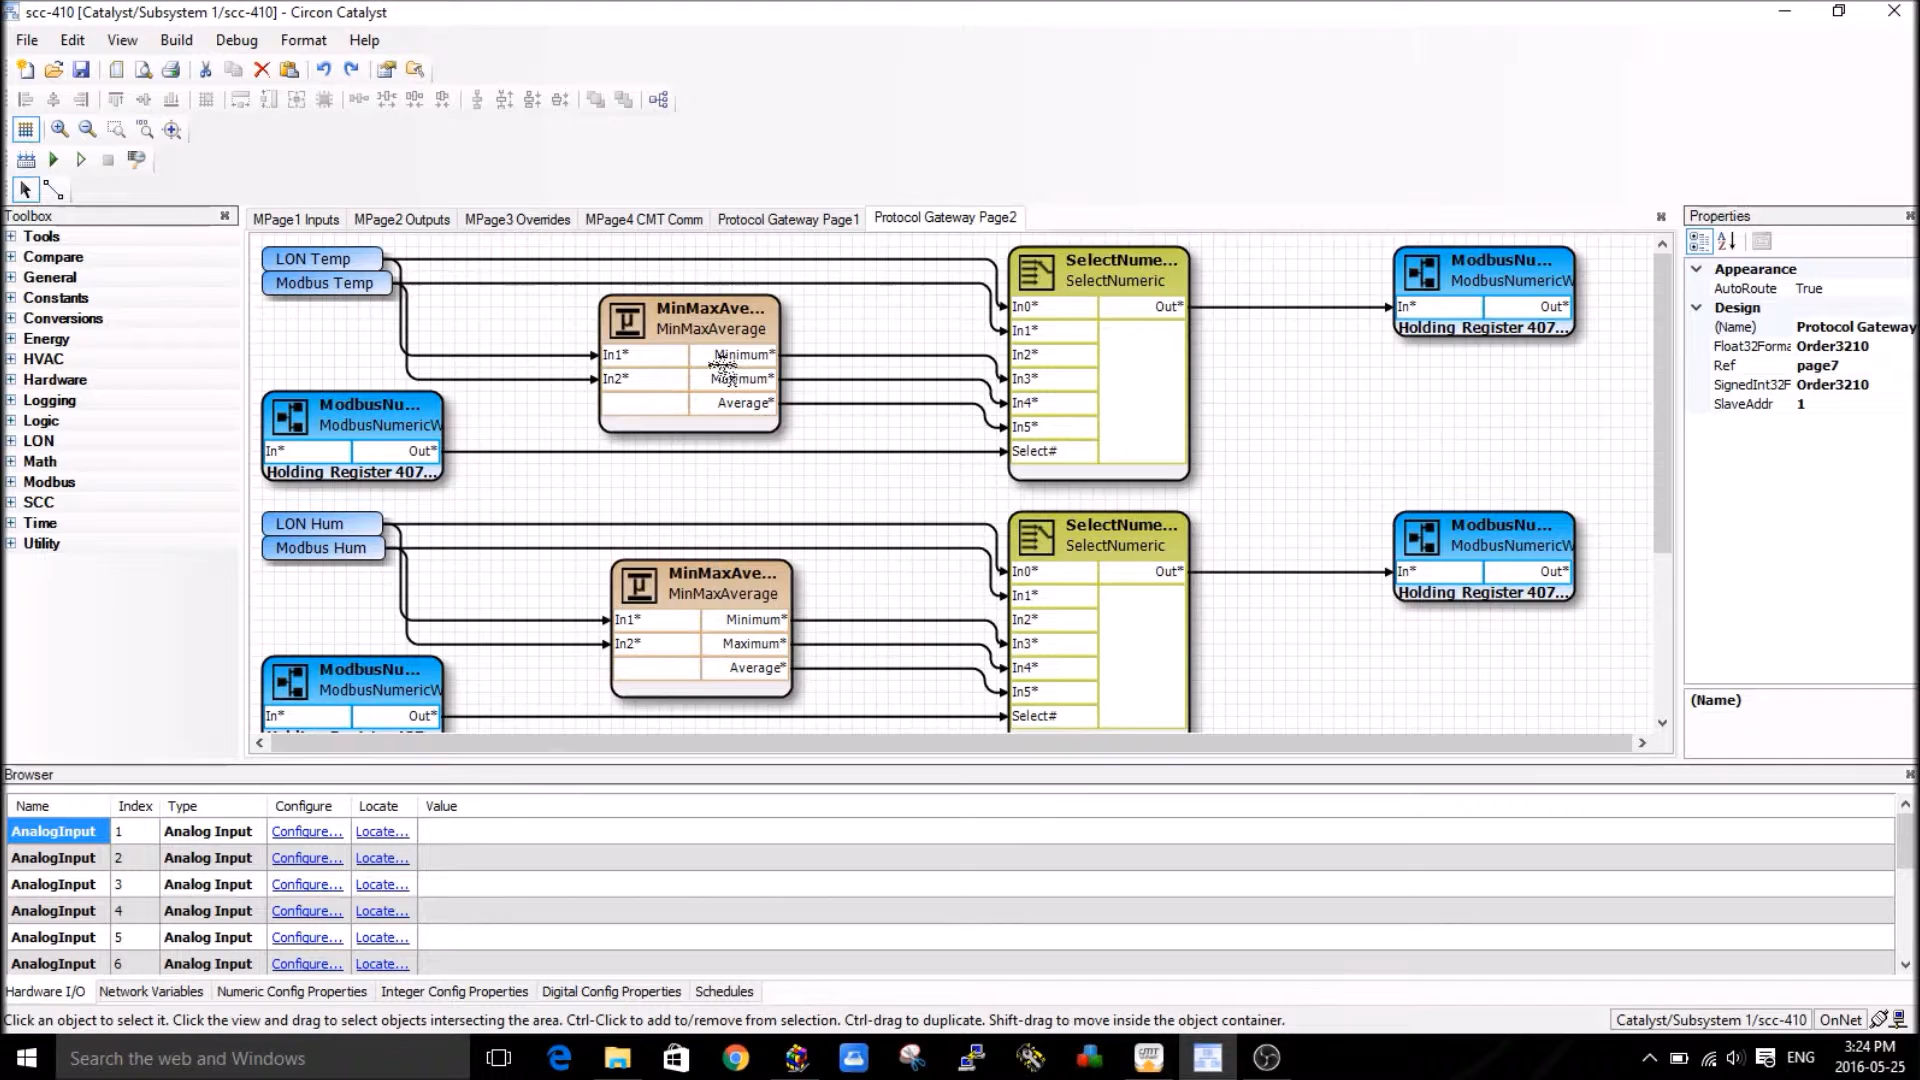 scc-410 [Catalyst/Subsystem 1/scc-410] - Circon Catalyst
File Edit View Build Debug Format Help
Toolbox
Tools
Compare
General
Constants
Conversions
Energy
HVAC
Hardware
Logging
Logic
LON
Math
Modbus
SCC
Time
Utility
MPage1 Inputs MPage2 Outputs MPage3 Overrides MPage4 CMT Comm Protocol Gateway Page1 Protocol Gateway Page2
LON Temp
Modbus Temp
MinMaxAve...
MinMaxAverage
In1* Minimum*
In2* Maximum*
Average*
ModbusNu...
ModbusNumericW
In* Out*
Holding Register 407...
SelectNume...
SelectNumeric
In0* Out*
In1*
In2*
In3*
In4*
In5*
Select#
ModbusNu...
ModbusNumericW
In* Out*
Holding Register 407...
LON Hum
Modbus Hum
MinMaxAve...
MinMaxAverage
In1* Minimum*
In2* Maximum*
Average*
ModbusNu...
ModbusNumericW
In* Out*
SelectNume...
SelectNumeric
In0* Out*
In1*
In2*
In3*
In4*
In5*
Select#
ModbusNu...
ModbusNumericW
In* Out*
Holding Register 407...
Properties
Appearance
AutoRoute True
Design
(Name) Protocol Gateway
Float32Forma Order3210
Ref page7
SignedInt32F Order3210
SlaveAddr 1
(Name)
Browser
Name Index Type Configure Locate Value
AnalogInput 1 Analog Input Configure... Locate...
AnalogInput 2 Analog Input Configure... Locate...
AnalogInput 3 Analog Input Configure... Locate...
AnalogInput 4 Analog Input Configure... Locate...
AnalogInput 5 Analog Input Configure... Locate...
AnalogInput 6 Analog Input Configure... Locate...
Hardware I/O Network Variables Numeric Config Properties Integer Config Properties Digital Config Properties Schedules
Click an object to select it. Click the view and drag to select objects intersecting the area. Ctrl-Click to add to/remove from selection. Ctrl-drag to duplicate. Shift-drag to move inside the object container.
Catalyst/Subsystem 1/scc-410 OnNet
Search the web and Windows
ENG
3:24 PM
2016-05-25